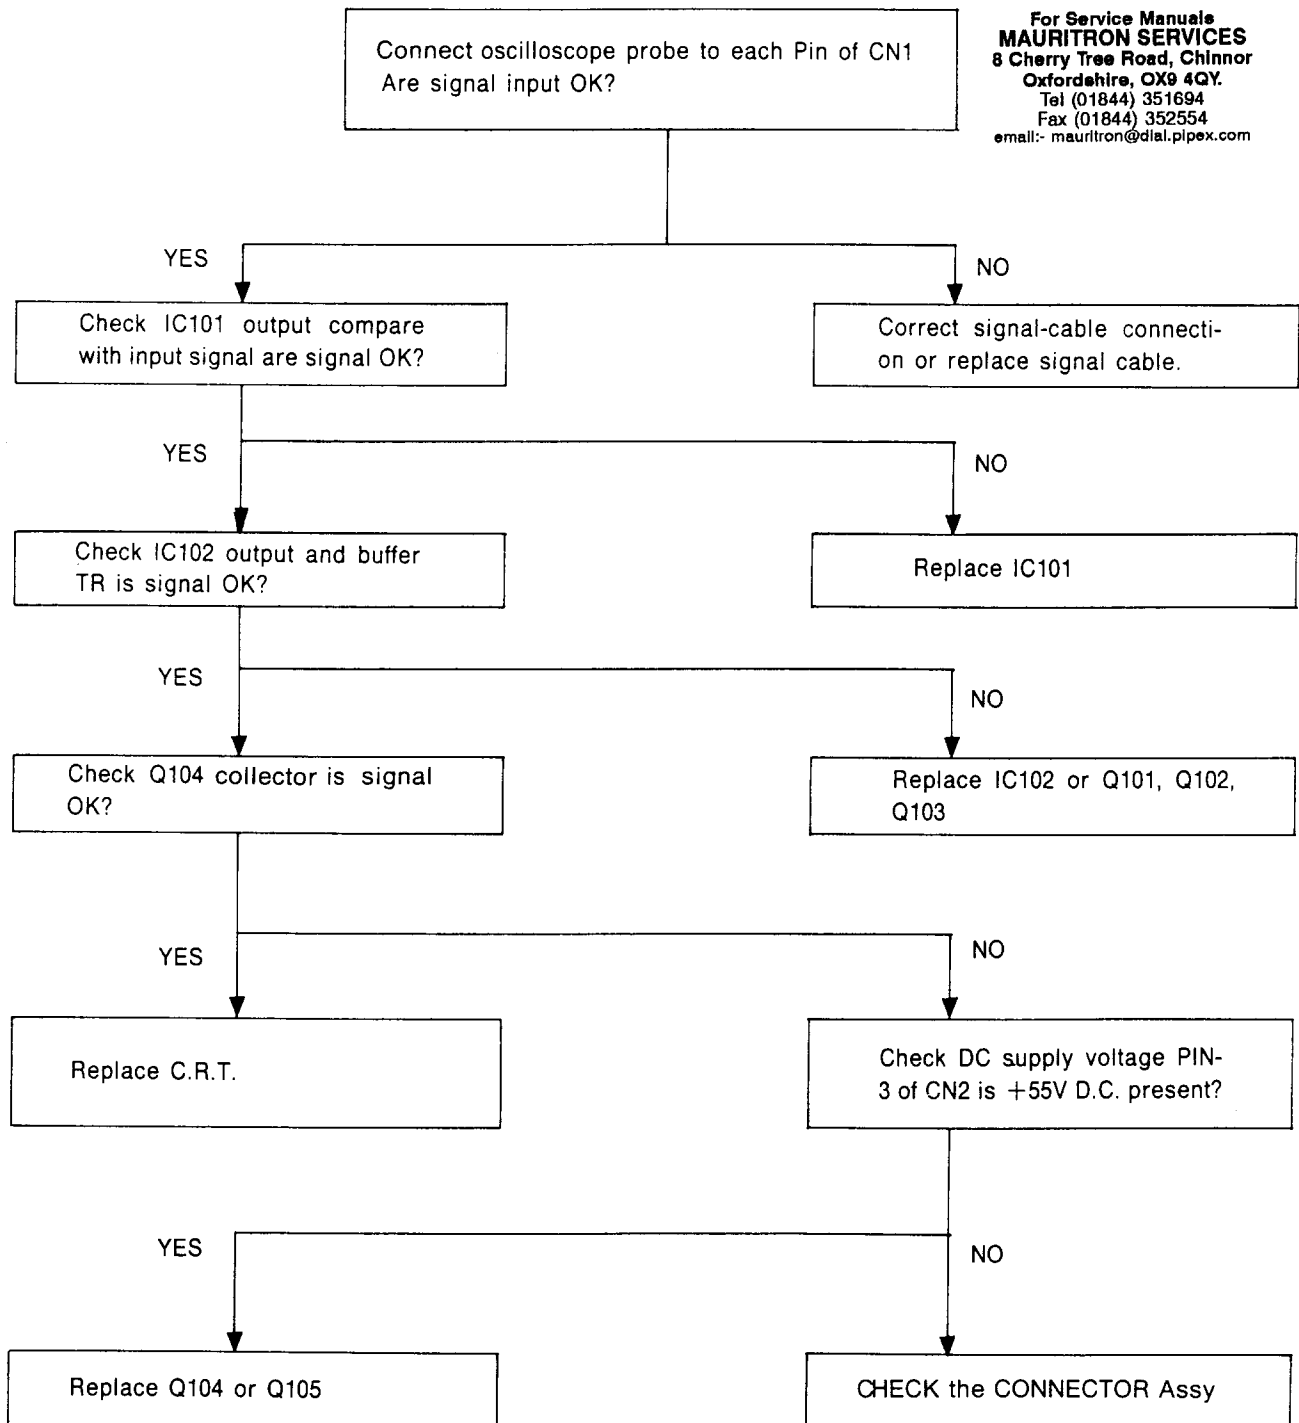 Connect oscilloscope probe to each Pin of CN1
Are signal input OK?
For Service Manuals
MAURITRON SERVICES
8 Cherry Tree Road, Chinnor
Oxfordshire, OX9 4QY.
Tel (01844) 351694
Fax (01844) 352554
email:- mauritron@dial.pipex.com
YES
NO
Check IC101 output compare
with input signal are signal OK?
Correct signal-cable connecti-
on or replace signal cable.
YES
NO
Check IC102 output and buffer
TR is signal OK?
Replace IC101
YES
NO
Check Q104 collector is signal
OK?
Replace IC102 or Q101, Q102,
Q103
YES
NO
Replace C.R.T.
Check DC supply voltage PIN-
3 of CN2 is +55V D.C. present?
YES
NO
Replace Q104 or Q105
CHECK the CONNECTOR Assy